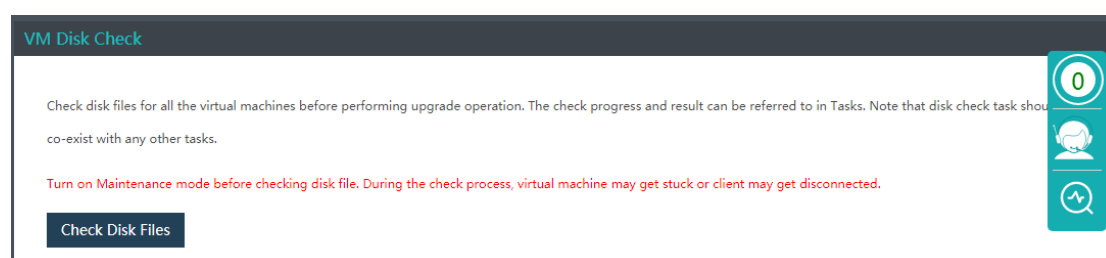 VM Disk Check
0
Check disk files for all the virtual machines before performing upgrade operation. The check progress and result can be referred to in Tasks. Note that disk check task
co-exist with any other tasks.
Turn on Maintenance mode before checking disk file. During the check process, virtual machine may get stuck or client may get disconnected.
Check Disk Files